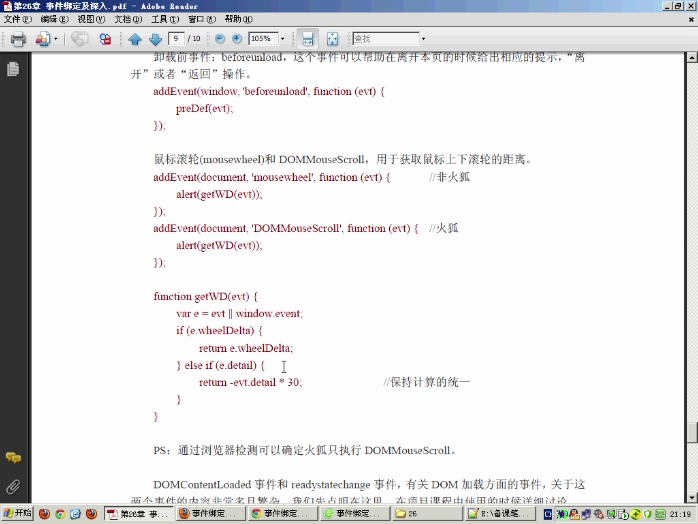 第26章 事件绑定及深入.pdf - Adobe Reader
文件(F) 编辑(E) 视图(V) 文档(D) 工具(T) 窗口(W) 帮助(H)
9 / 10 105% 查找
卸载前事件：beforeunload，这个事件可以帮助在离开本页的时候给出相应的提示，“离
开”或者“返回”操作。
addEvent(window, 'beforeunload', function (evt) {
preDef(evt);
});
鼠标滚轮(mousewheel)和 DOMMouseScroll，用于获取鼠标上下滚轮的距离。
addEvent(document, 'mousewheel', function (evt) { //非火狐
alert(getWD(evt));
});
addEvent(document, 'DOMMouseScroll', function (evt) { //火狐
alert(getWD(evt));
});
function getWD(evt) {
var e = evt || window.event;
if (e.wheelDelta) {
return e.wheelDelta;
} else if (e.detail) {
return -evt.detail * 30; //保持计算的统一
}
}
PS：通过浏览器检测可以确定火狐只执行 DOMMouseScroll。
DOMContentLoaded 事件和 readystatechange 事件，有关 DOM 加载方面的事件，关于这
两个事件的内容非常多且繁杂，我们先点明在这里，在项目课程中使用的时候详细讨论。
开始 第26章 事... 事件绑定... 事件绑定... 事件绑定... 26 E:\备课笔... 21:19